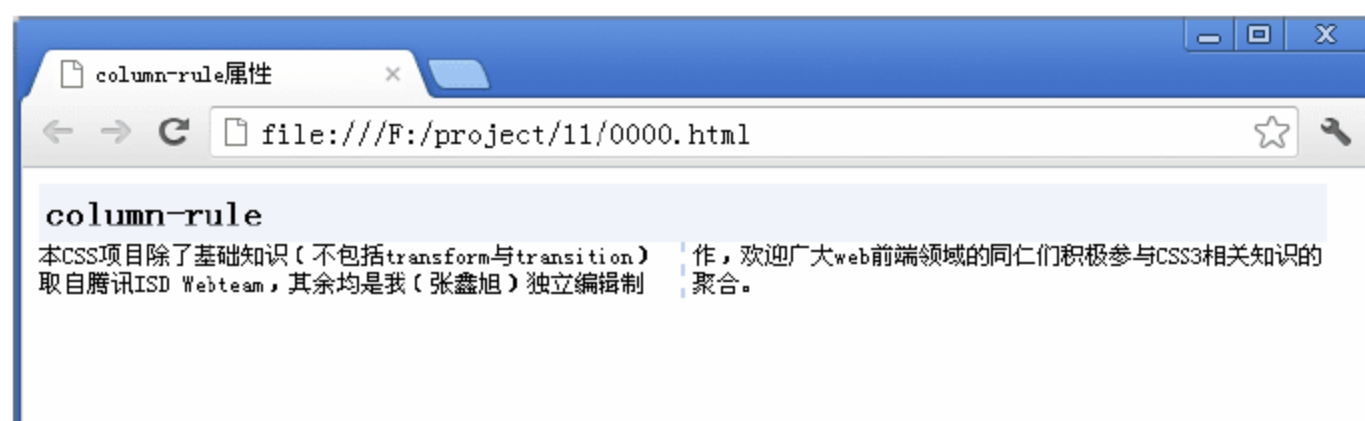 column-rule属性
file:///F:/project/11/0000.html
column-rule
本CSS项目除了基础知识(不包括transform与transition)
取自腾讯ISD Webteam,其余均是我(张鑫旭)独立编辑制
作,欢迎广大web前端领域的同仁们积极参与CSS3相关知识的
聚合。